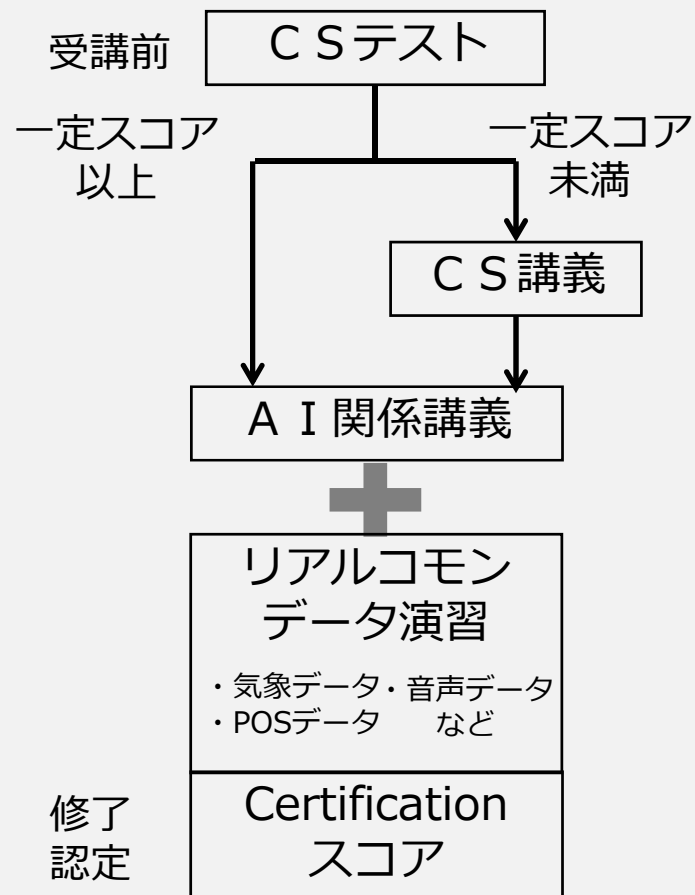 受講前
ＣＳテスト
一定スコア
以上
一定スコア
未満
ＣＳ講義
ＡＩ関係講義
リアルコモン
データ演習
・気象データ・音声データ
・POSデータ　など
修了
認定
Certification
スコア